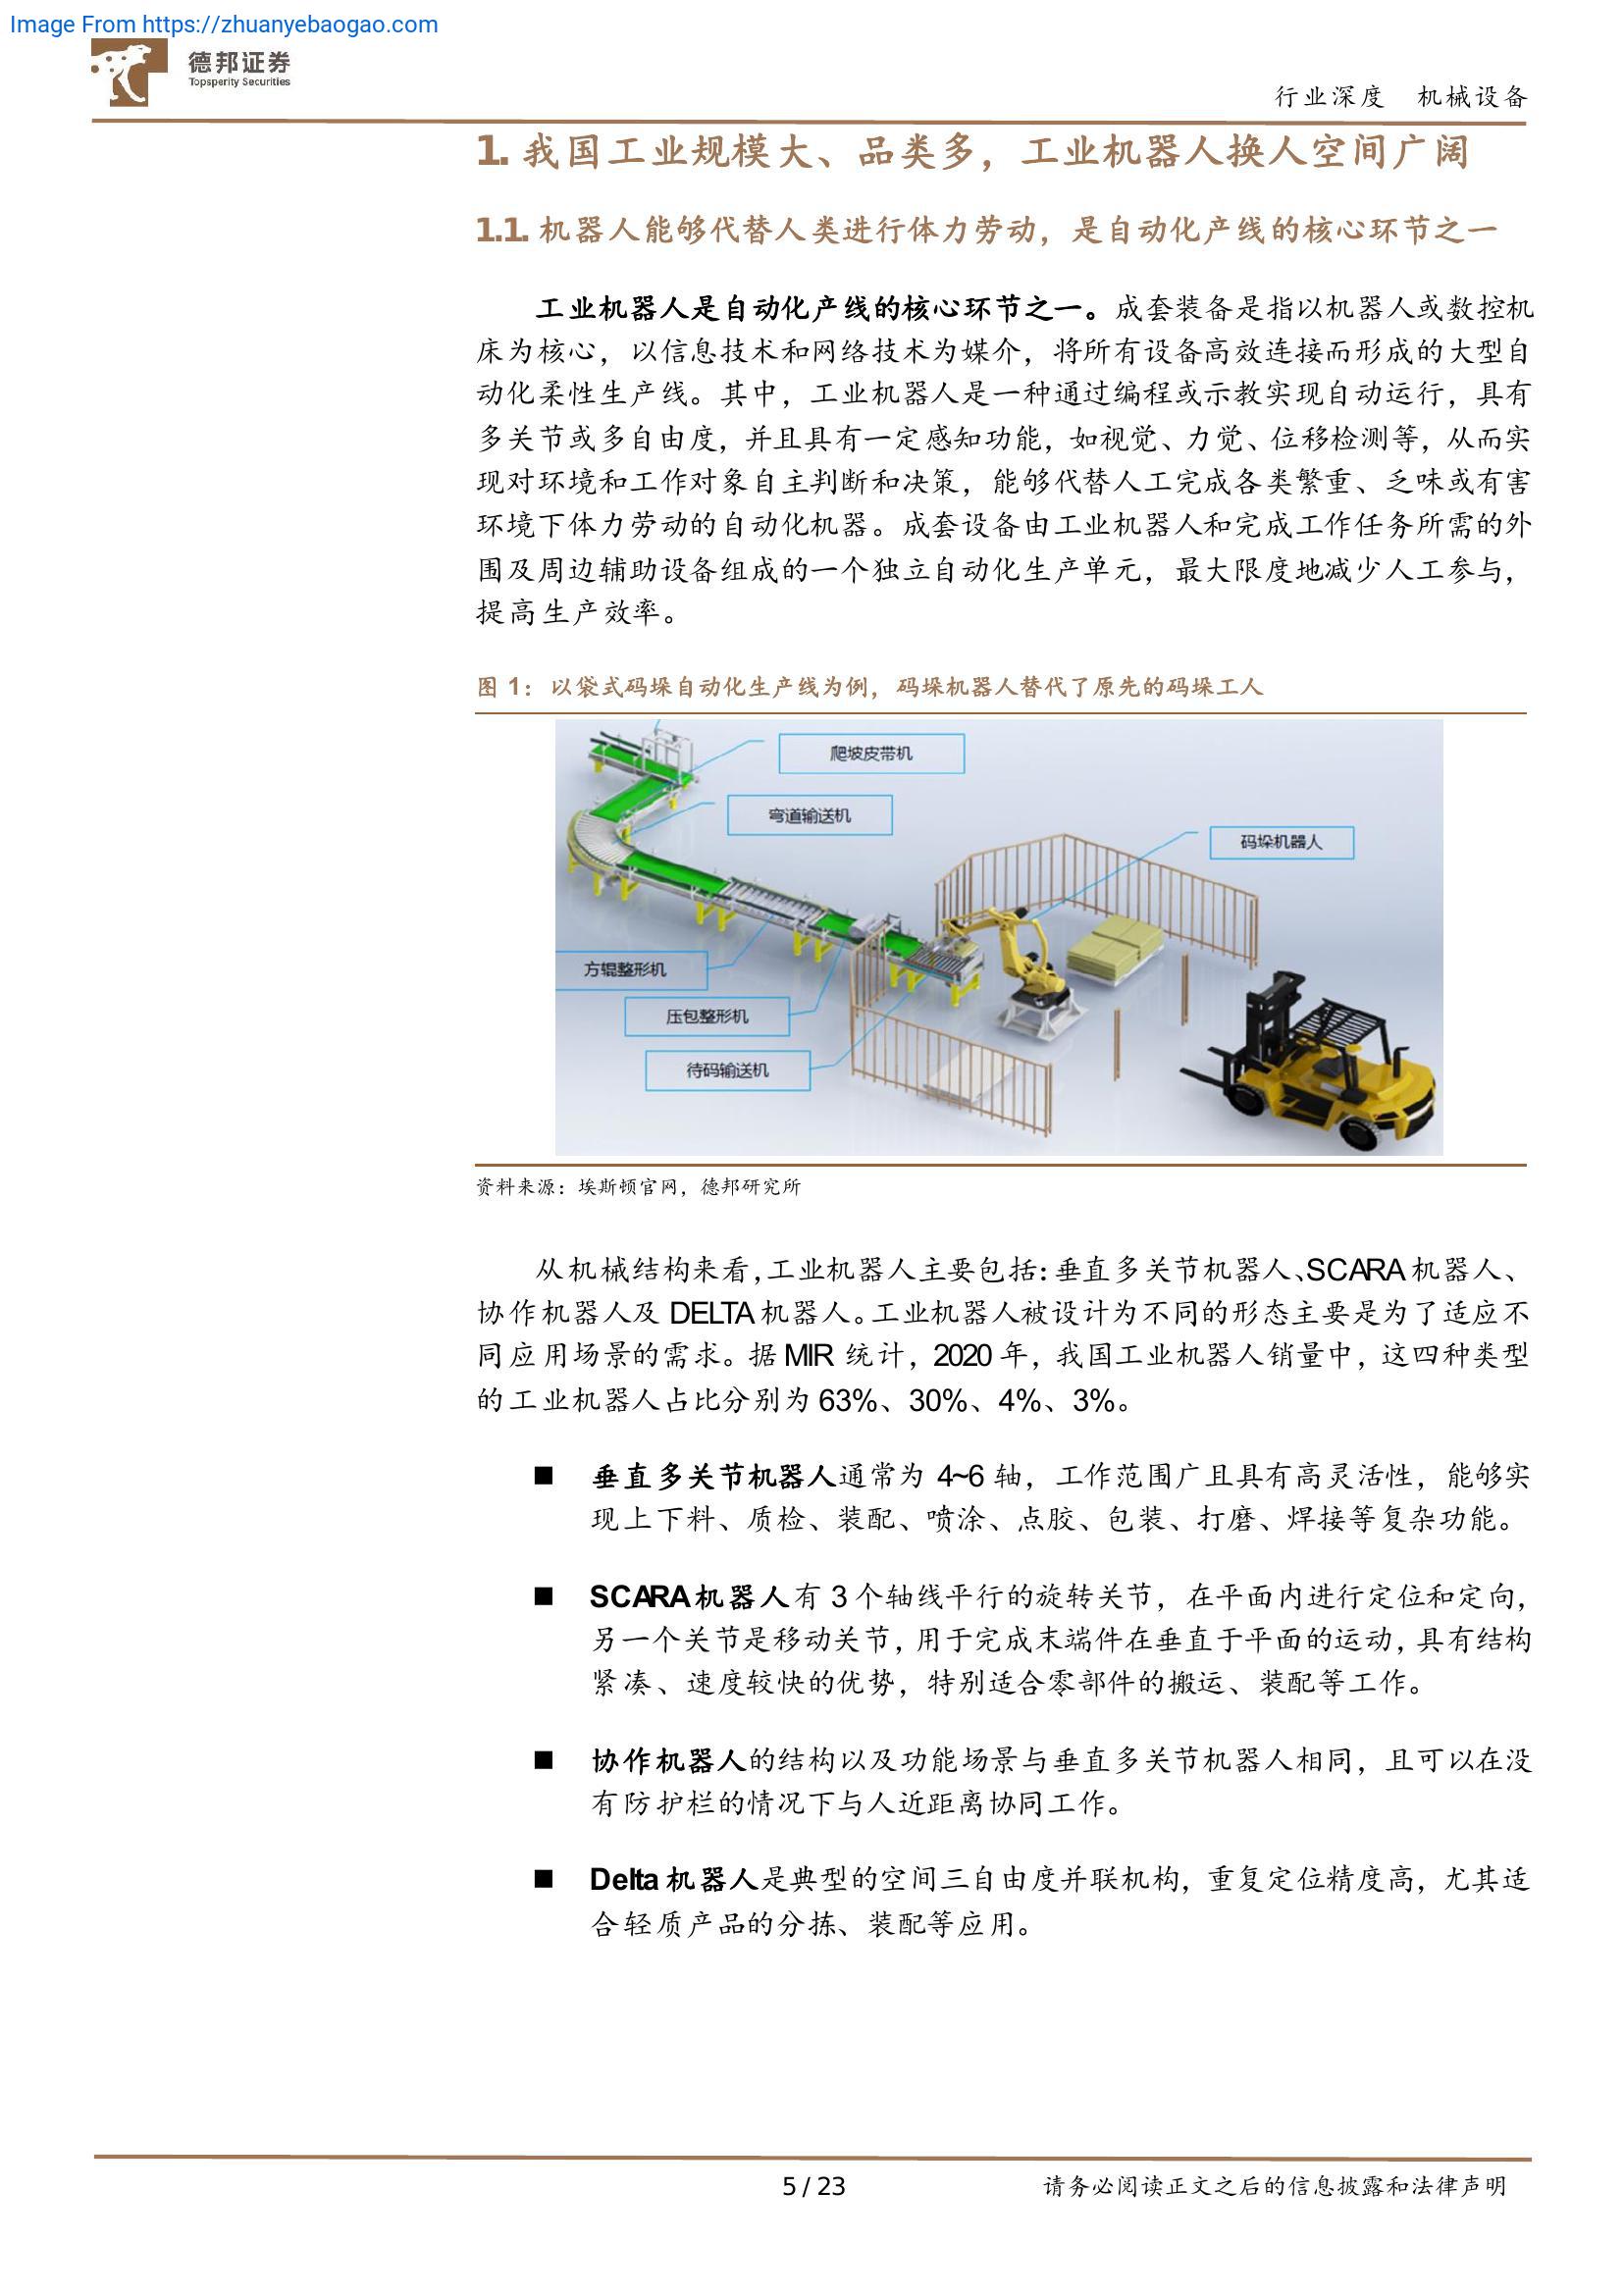 Image From https://zhuanyebaogao.com
德邦证券
Topsperity Securities
行业深度 机械设备
1. 我国工业规模大、品类多，工业机器人换人空间广阔
1.1. 机器人能够代替人类进行体力劳动，是自动化产线的核心环节之一
工业机器人是自动化产线的核心环节之一。成套装备是指以机器人或数控机
床为核心，以信息技术和网络技术为媒介，将所有设备高效连接而形成的大型自
动化柔性生产线。其中，工业机器人是一种通过编程或示教实现自动运行，具有
多关节或多自由度，并且具有一定感知功能，如视觉、力觉、位移检测等，从而实
现对环境和工作对象自主判断和决策，能够代替人工完成各类繁重、乏味或有害
环境下体力劳动的自动化机器。成套设备由工业机器人和完成工作任务所需的外
围及周边辅助设备组成的一个独立自动化生产单元，最大限度地减少人工参与，
提高生产效率。
图 1：以袋式码垛自动化生产线为例，码垛机器人替代了原先的码垛工人
爬坡皮带机
弯道输送机
码垛机器人
方辊整形机
压包整形机
待码输送机
资料来源：埃斯顿官网，德邦研究所
从机械结构来看，工业机器人主要包括：垂直多关节机器人、SCARA 机器人、
协作机器人及 DELTA 机器人。工业机器人被设计为不同的形态主要是为了适应不
同应用场景的需求。据 MIR 统计，2020 年，我国工业机器人销量中，这四种类型
的工业机器人占比分别为 63%、30%、4%、3%。
■ 垂直多关节机器人通常为 4~6 轴，工作范围广且具有高灵活性，能够实
现上下料、质检、装配、喷涂、点胶、包装、打磨、焊接等复杂功能。
■ SCARA 机器人有 3 个轴线平行的旋转关节，在平面内进行定位和定向，
另一个关节是移动关节，用于完成末端件在垂直于平面的运动，具有结构
紧凑、速度较快的优势，特别适合零部件的搬运、装配等工作。
■ 协作机器人的结构以及功能场景与垂直多关节机器人相同，且可以在没
有防护栏的情况下与人近距离协同工作。
■ Delta 机器人是典型的空间三自由度并联机构，重复定位精度高，尤其适
合轻质产品的分拣、装配等应用。
5 / 23
请务必阅读正文之后的信息披露和法律声明